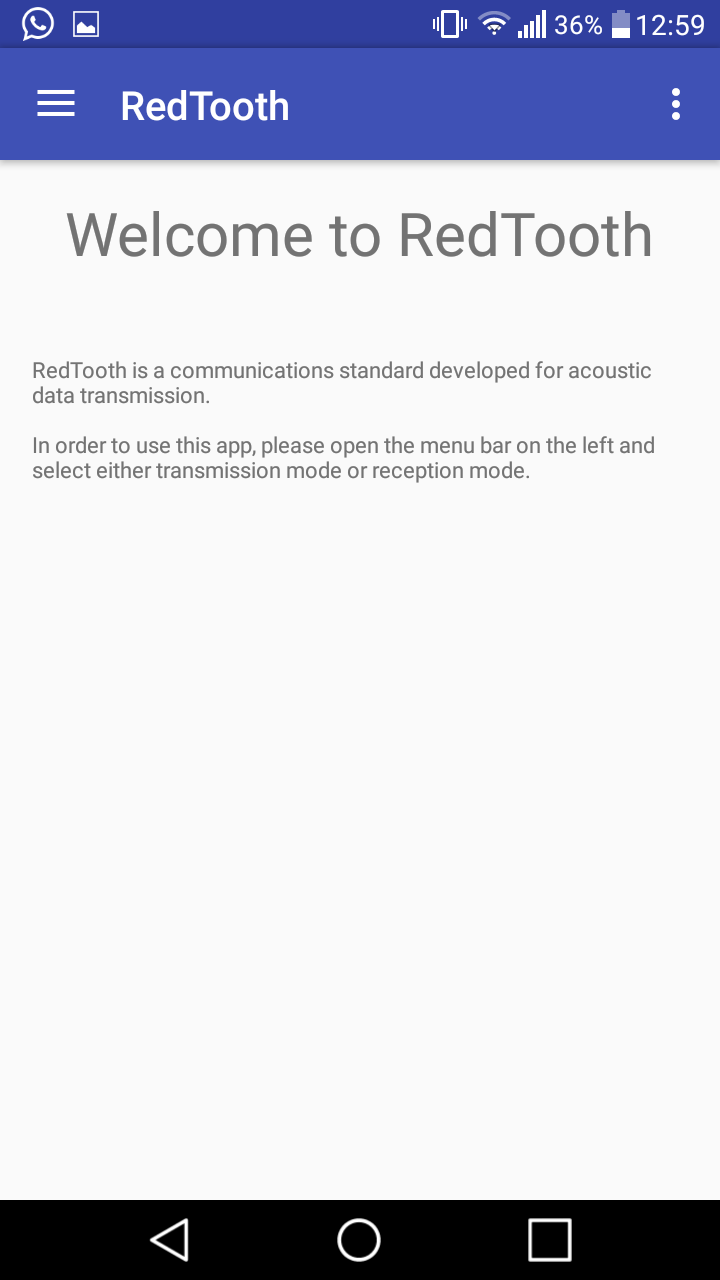 36% 12:59
RedTooth
Welcome to RedTooth
RedTooth is a communications standard developed for acoustic
data transmission.
In order to use this app, please open the menu bar on the left and
select either transmission mode or reception mode.